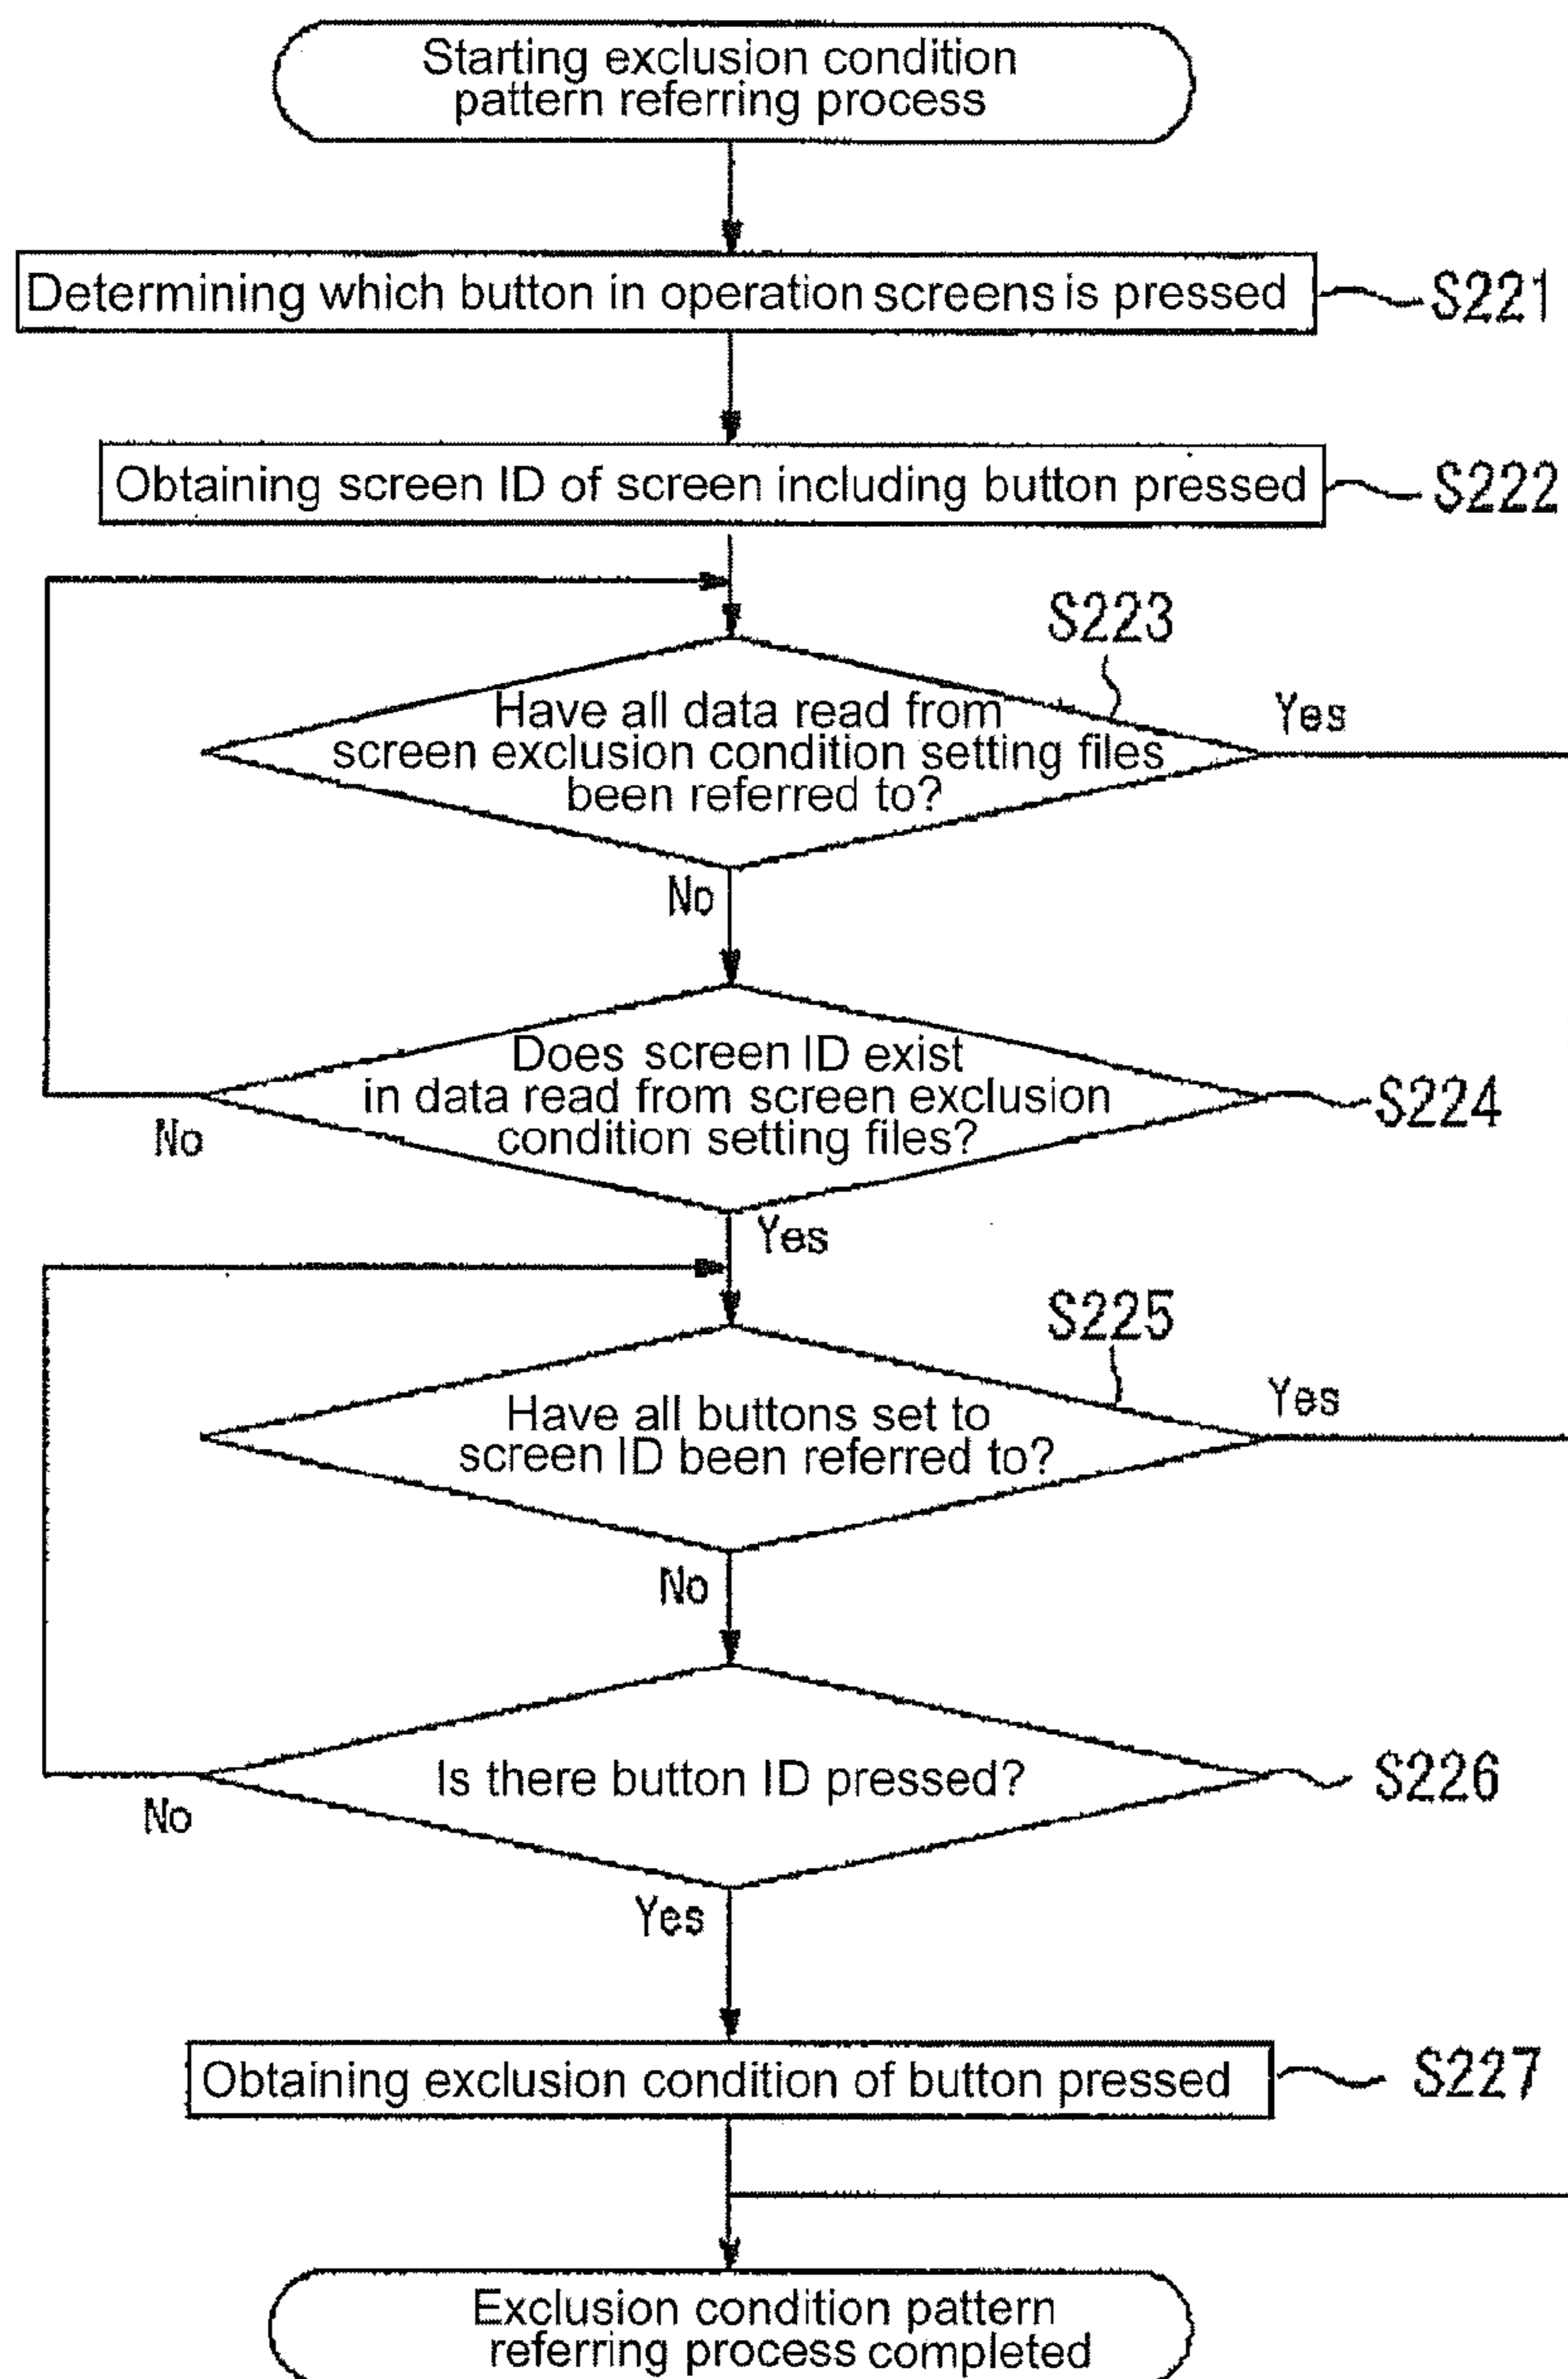 Starting exclusion condition
pattern referring process
Determining which button in operation screens is pressed
S221
Obtaining screen ID of screen including button pressed
S222
S223
Have all data read from
screen exclusion condition setting files
been referred to?
Yes
No
Does screen ID exist
in data read from screen exclusion
condition setting files?
S224
No
Yes
S225
Have all buttons set to
screen ID been referred to?
Yes
No
Is there button ID pressed?
S226
No
Yes
Obtaining exclusion condition of button pressed
S227
Exclusion condition pattern
referring process completed